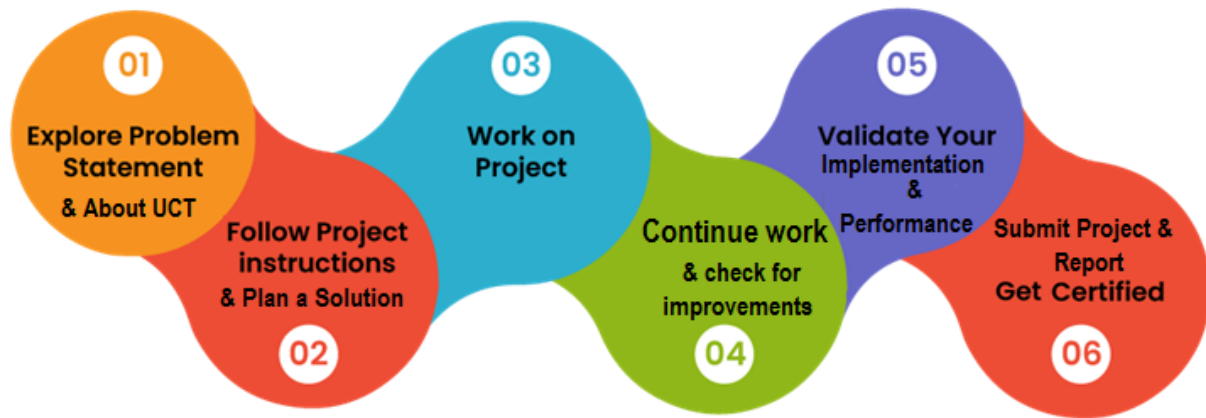 01
Explore Problem
Statement
& About UCT
Follow Project
instructions
& Plan a Solution
02
03
Work on
Project
Continue work
& check for
improvements
04
05
Validate Your
Implementation
&
Performance
Submit Project &
Report
Get Certified
06